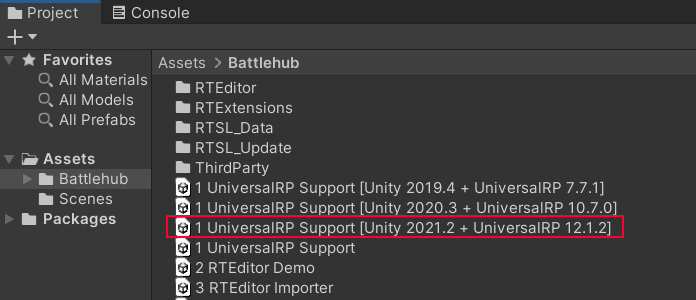 Project
Console
Favorites
All Materials
All Models
All Prefabs
Assets
Battlehub
Scenes
Packages
Assets > Battlehub
RTEditor
RTExtensions
RTSL_Data
RTSL_Update
ThirdParty
1 UniversalRP Support [Unity 2019.4 + UniversalRP 7.7.1]
1 UniversalRP Support [Unity 2020.3 + UniversalRP 10.7.0]
1 UniversalRP Support [Unity 2021.2 + UniversalRP 12.1.2]
1 UniversalRP Support
2 RTEditor Demo
3 RTEditor Importer